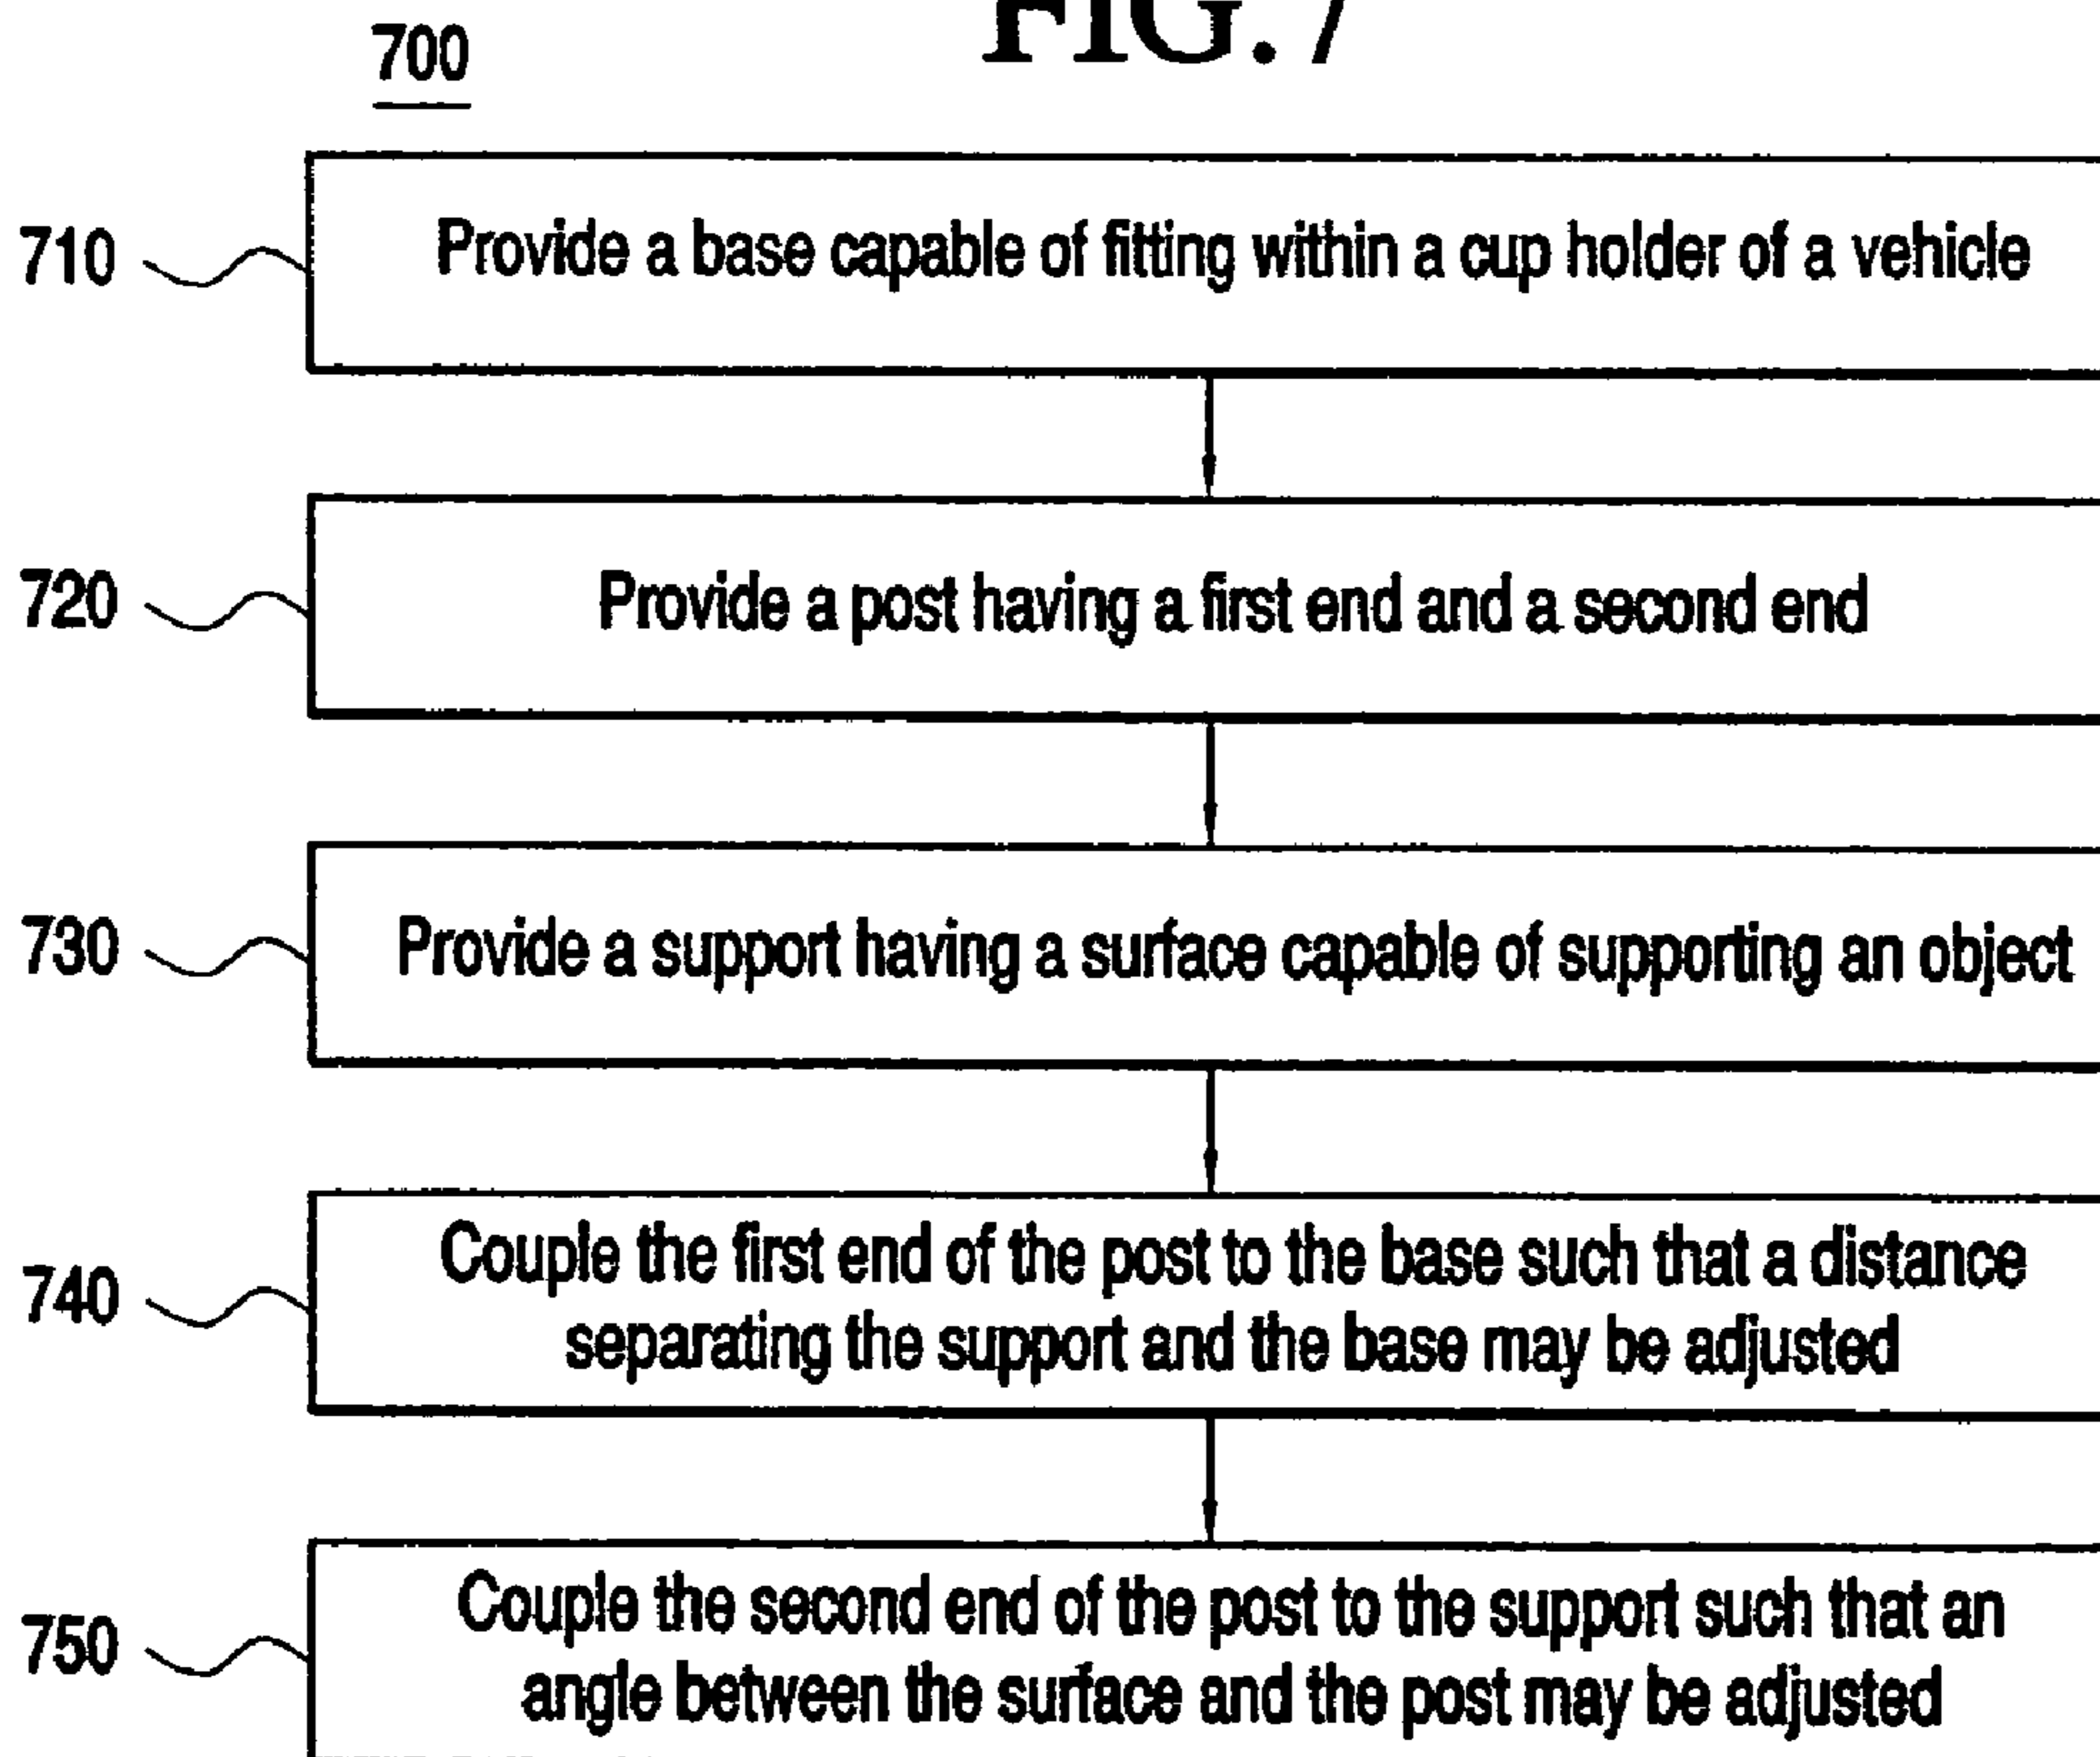 FIG. 7
700
710
Provide a base capable of fitting within a cup holder of a vehicle
720
Provide a post having a first end and a second end
730
Provide a support having a surface capable of supporting an object
740
Couple the first end of the post to the base such that a distance
separating the support and the base may be adjusted
750
Couple the second end of the post to the support such that an
angle between the surface and the post may be adjusted